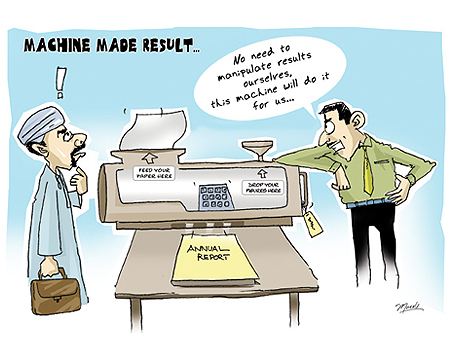 MACHINE MADE RESULT...
No need to
manipulate results
ourselves,
this machine will do it
for us...
!
FEED YOUR
PAPER HERE
DROP YOUR
FIGURES HERE
ANNUAL
REPORT